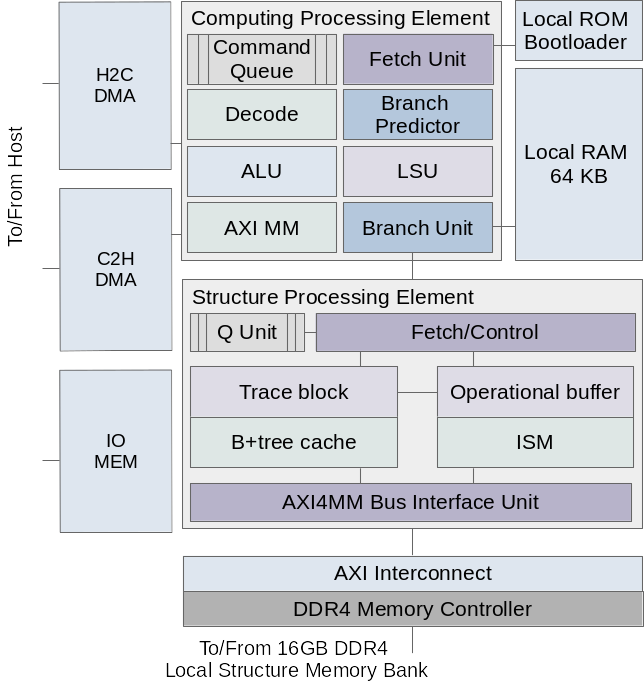 To/From Host
H2C
DMA
C2H
DMA
IO
MEM
Computing Processing Element
Command
Queue
Fetch Unit
Decode
Branch
Predictor
ALU
LSU
AXI MM
Branch Unit
Local ROM
Bootloader
Local RAM
64 KB
Structure Processing Element
Q Unit
Fetch/Control
Trace block
Operational buffer
B+tree cache
ISM
AXI4MM Bus Interface Unit
AXI Interconnect
DDR4 Memory Controller
To/From 16GB DDR4
Local Structure Memory Bank